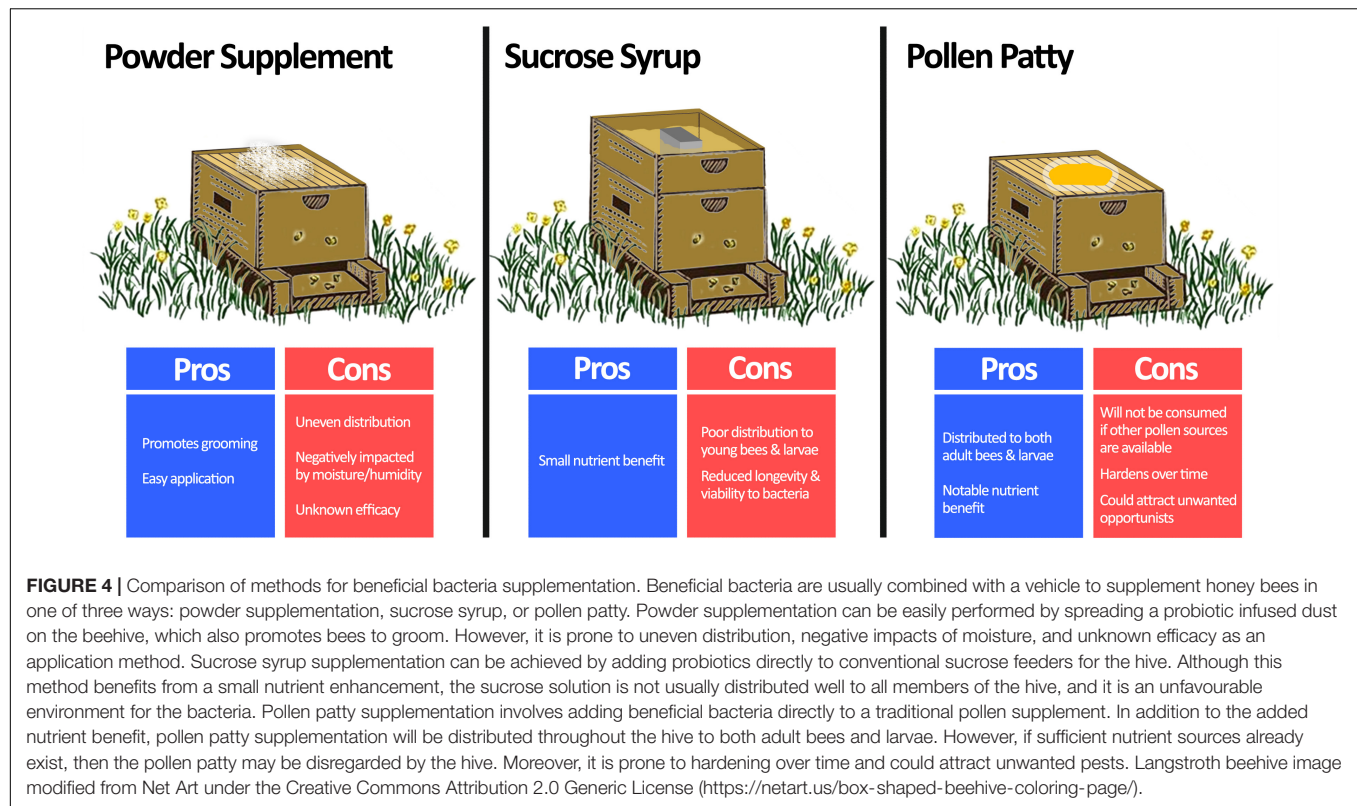 Powder Supplement
Pros
Promotes grooming
Easy application
Cons
Uneven distribution
Negatively impacted
by moisture/humidity
Unknown efficacy
Sucrose Syrup
Pros
Small nutrient benefit
Cons
Poor distribution to
young bees & larvae
Reduced longevity &
viability to bacteria
Pollen Patty
Pros
Distributed to both
adult bees & larvae
Notable nutrient
benefit
Cons
Will not be consumed
if other pollen sources
are available
Hardens over time
Could attract unwanted
opportunists
FIGURE 4 | Comparison of methods for beneficial bacteria supplementation. Beneficial bacteria are usually combined with a vehicle to supplement honey bees in
one of three ways: powder supplementation, sucrose syrup, or pollen patty. Powder supplementation can be easily performed by spreading a probiotic infused dust
on the beehive, which also promotes bees to groom. However, it is prone to uneven distribution, negative impacts of moisture, and unknown efficacy as an
application method. Sucrose syrup supplementation can be achieved by adding probiotics directly to conventional sucrose feeders for the hive. Although this
method benefits from a small nutrient enhancement, the sucrose solution is not usually distributed well to all members of the hive, and it is an unfavourable
environment for the bacteria. Pollen patty supplementation involves adding beneficial bacteria directly to a traditional pollen supplement. In addition to the added
nutrient benefit, pollen patty supplementation will be distributed throughout the hive to both adult bees and larvae. However, if sufficient nutrient sources already
exist, then the pollen patty may be disregarded by the hive. Moreover, it is prone to hardening over time and could attract unwanted pests. Langstroth beehive image
modified from Net Art under the Creative Commons Attribution 2.0 Generic License (https://netart.us/box-shaped-beehive-coloring-page/).